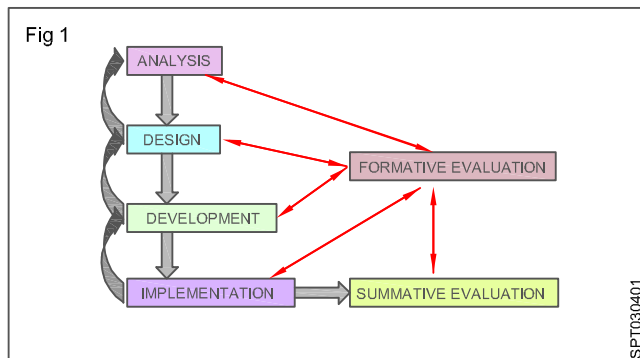 Fig 1
ANALYSIS
DESIGN
FORMATIVE EVALUATION
DEVELOPMENT
IMPLEMENTATION
SUMMATIVE EVALUATION
SPT030401